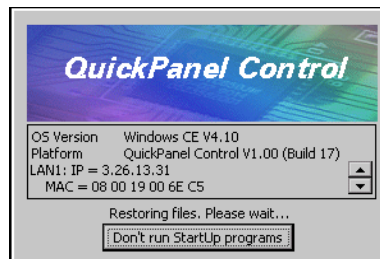 QuickPanel Control
OS Version Windows CE V4.10
Platform QuickPanel Control V1.00 (Build 17)
LAN1: IP = 3.26.13.31
MAC = 08 00 19 00 6E C5
Restoring files. Please wait...
Don't run StartUp programs